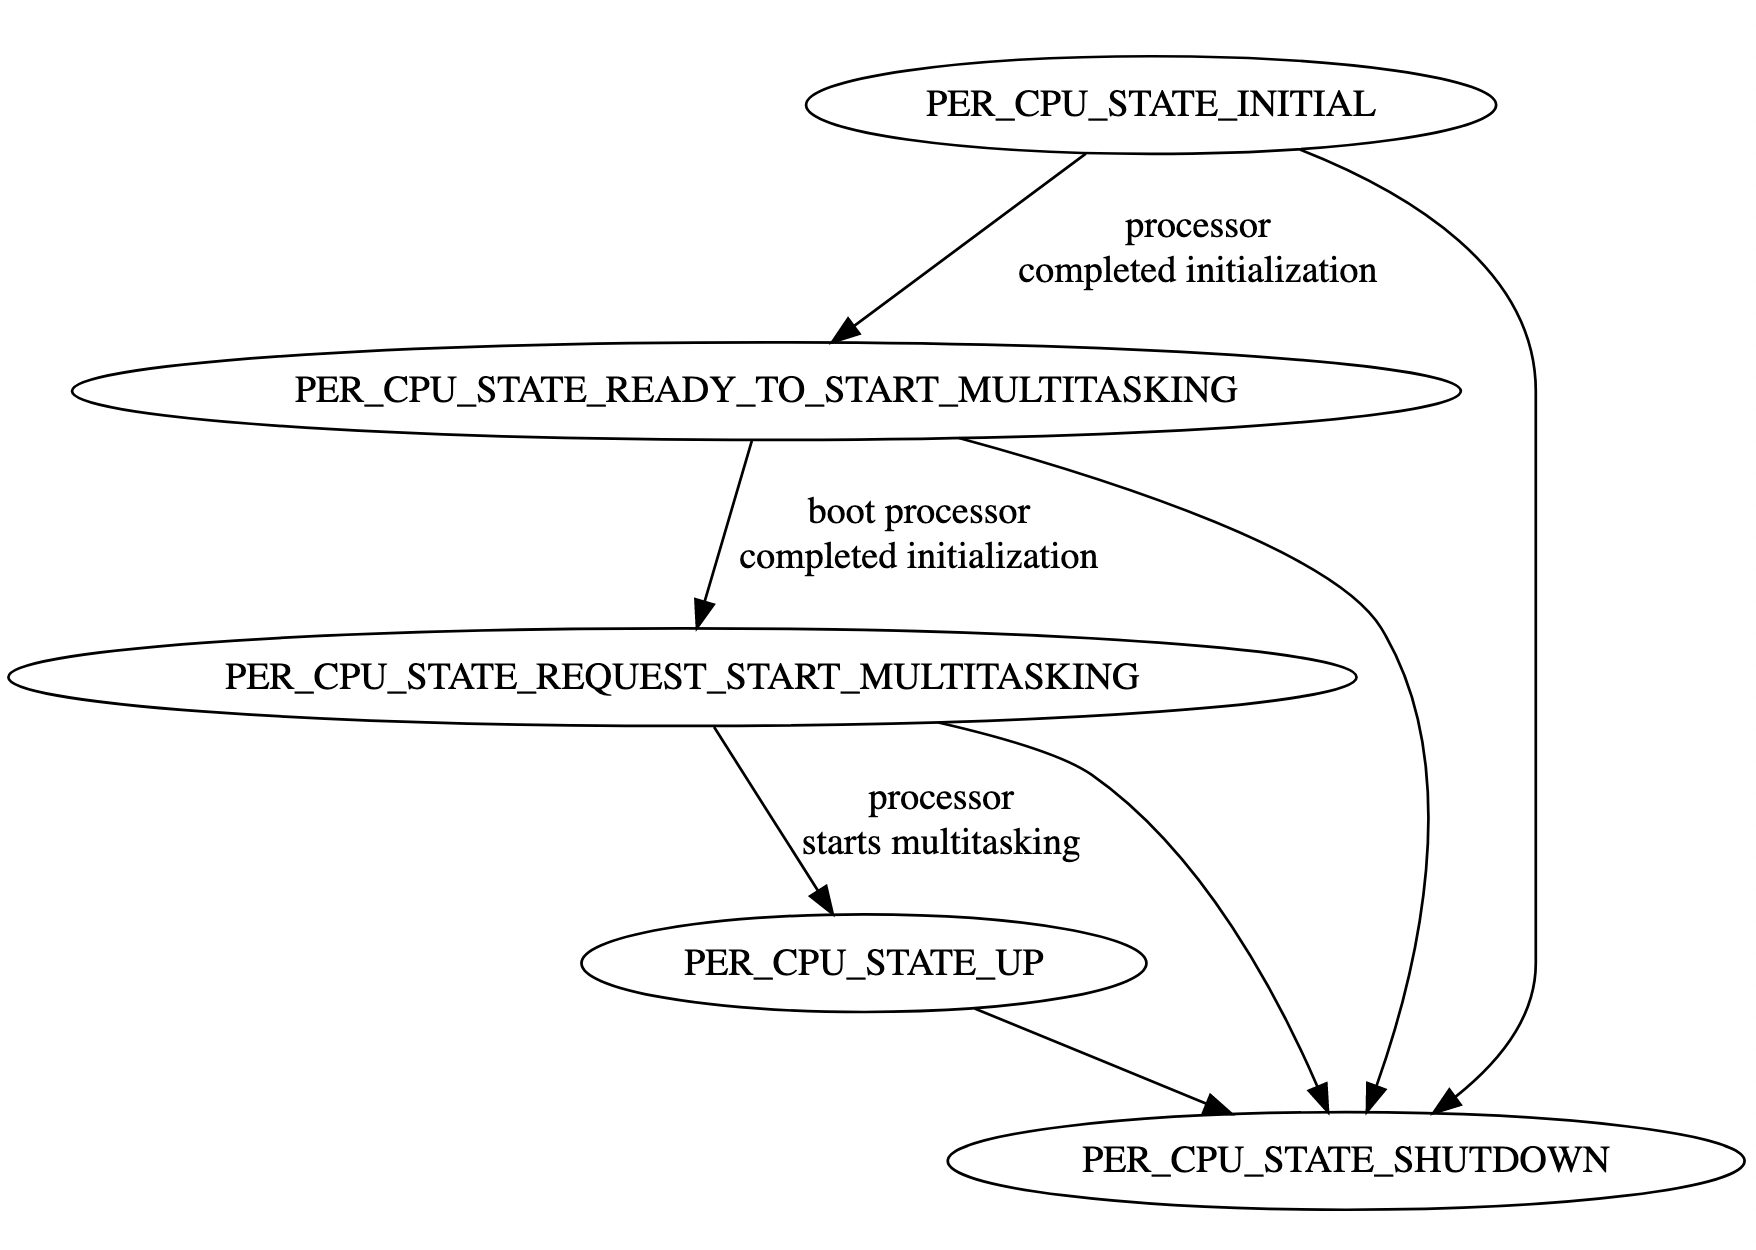 PER_CPU_STATE_INITIAL
processor
completed initialization
PER_CPU_STATE_READY_TO_START_MULTITASKING
boot processor
completed initialization
PER_CPU_STATE_REQUEST_START_MULTITASKING
processor
starts multitasking
PER_CPU_STATE_UP
PER_CPU_STATE_SHUTDOWN